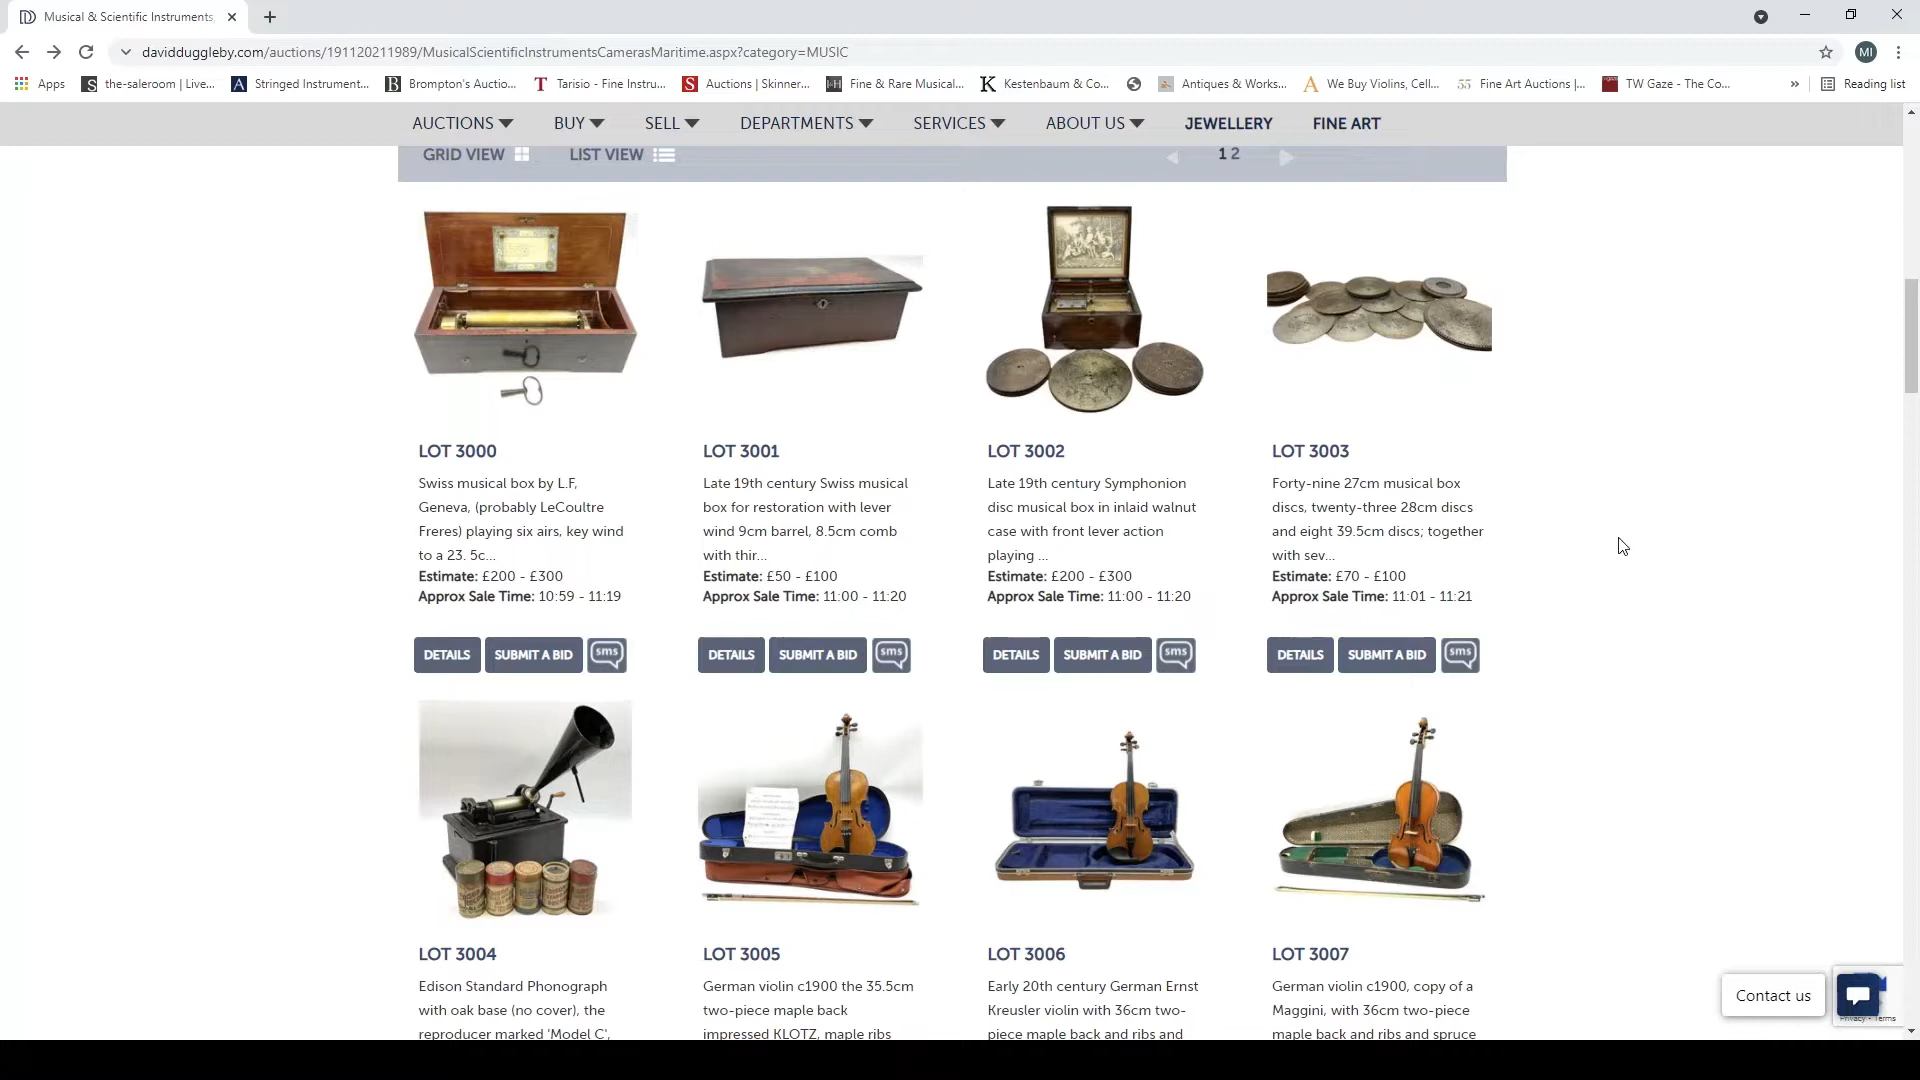 Musical & Scientific Instruments
davidduggleby.com/auctions/191120211989/MusicalScientificInstrumentsCamerasMaritime.aspx?category=MUSIC
MI
Apps
the-saleroom | Live...
Stringed Instrument...
Brompton's Auctio...
Tarisio - Fine Instru...
Auctions | Skinner...
Fine & Rare Musical...
Kestenbaum & Co...
Antiques & Works...
We Buy Violins, Cell...
Fine Art Auctions |...
TW Gaze - The Co...
»
Reading list
AUCTIONS
BUY
SELL
DEPARTMENTS
SERVICES
ABOUT US
JEWELLERY
FINE ART
GRID VIEW
LIST VIEW
1 2
LOT 3000
Swiss musical box by L.F,
Geneva, (probably LeCoultre
Freres) playing six airs, key wind
to a 23. 5c...
Estimate: £200 - £300
Approx Sale Time: 10:59 - 11:19
DETAILS
SUBMIT A BID
sms
LOT 3001
Late 19th century Swiss musical
box for restoration with lever
wind 9cm barrel, 8.5cm comb
with thir...
Estimate: £50 - £100
Approx Sale Time: 11:00 - 11:20
DETAILS
SUBMIT A BID
sms
LOT 3002
Late 19th century Symphonion
disc musical box in inlaid walnut
case with front lever action
playing ...
Estimate: £200 - £300
Approx Sale Time: 11:00 - 11:20
DETAILS
SUBMIT A BID
sms
LOT 3003
Forty-nine 27cm musical box
discs, twenty-three 28cm discs
and eight 39.5cm discs; together
with sev...
Estimate: £70 - £100
Approx Sale Time: 11:01 - 11:21
DETAILS
SUBMIT A BID
sms
LOT 3004
Edison Standard Phonograph
with oak base (no cover), the
reproducer marked 'Model C',
LOT 3005
German violin c1900 the 35.5cm
two-piece maple back
impressed KLOTZ, maple ribs
LOT 3006
Early 20th century German Ernst
Kreusler violin with 36cm two-
piece maple back and ribs and
LOT 3007
German violin c1900, copy of a
Maggini, with 36cm two-piece
maple back and ribs and spruce
Contact us
Privacy - Terms